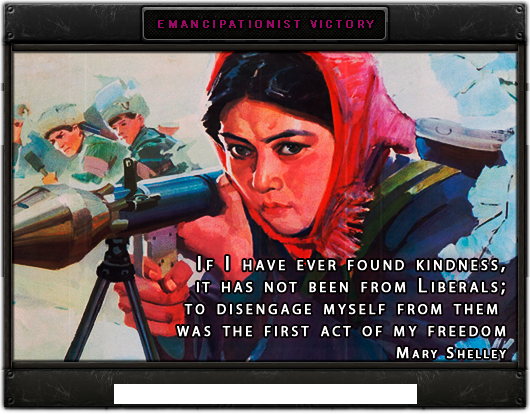 EMANCIPATIONIST VICTORY
IF I HAVE EVER FOUND KINDNESS,
IT HAS NOT BEEN FROM LIBERALS;
TO DISENGAGE MYSELF FROM THEM
WAS THE FIRST ACT OF MY FREEDOM
MARY SHELLEY